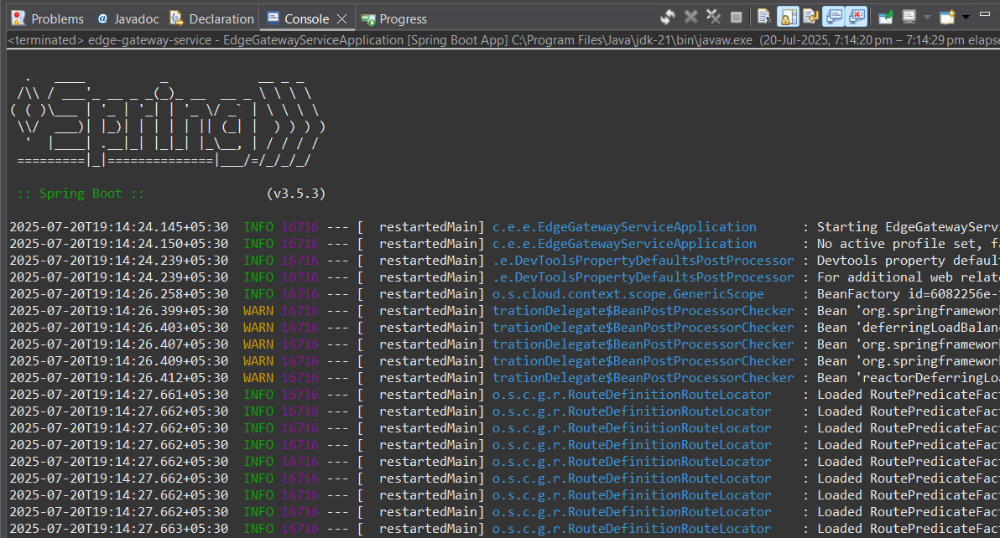 Problems Javadoc Declaration Console Progress
<terminated> edge-gateway-service - EdgeGatewayServiceApplication [Spring Boot App] C:\Program Files\Java\jdk-21\bin\javaw.exe (20-Jul-2025, 7:14:20 pm – 7:14:29 pm elapse
Spring
:: Spring Boot :: (v3.5.3)
2025-07-20T19:14:24.145+05:30 INFO 16716 --- [ restartedMain] c.e.e.EdgeGatewayServiceApplication : Starting EdgeGatewayServi
2025-07-20T19:14:24.150+05:30 INFO 16716 --- [ restartedMain] c.e.e.EdgeGatewayServiceApplication : No active profile set, fa
2025-07-20T19:14:24.239+05:30 INFO 16716 --- [ restartedMain] .e.DevToolsPropertyDefaultsPostProcessor : Devtools property default
2025-07-20T19:14:24.239+05:30 INFO 16716 --- [ restartedMain] .e.DevToolsPropertyDefaultsPostProcessor : For additional web relate
2025-07-20T19:14:26.258+05:30 INFO 16716 --- [ restartedMain] o.s.cloud.context.scope.GenericScope : BeanFactory id=6082256e-
2025-07-20T19:14:26.399+05:30 WARN 16716 --- [ restartedMain] trationDelegate$BeanPostProcessorChecker : Bean 'org.springframework
2025-07-20T19:14:26.403+05:30 WARN 16716 --- [ restartedMain] trationDelegate$BeanPostProcessorChecker : Bean 'deferringLoadBalanc
2025-07-20T19:14:26.407+05:30 WARN 16716 --- [ restartedMain] trationDelegate$BeanPostProcessorChecker : Bean 'org.springframework
2025-07-20T19:14:26.409+05:30 WARN 16716 --- [ restartedMain] trationDelegate$BeanPostProcessorChecker : Bean 'org.springframework
2025-07-20T19:14:26.412+05:30 WARN 16716 --- [ restartedMain] trationDelegate$BeanPostProcessorChecker : Bean 'reactorDeferringLoa
2025-07-20T19:14:27.661+05:30 INFO 16716 --- [ restartedMain] o.s.c.g.r.RouteDefinitionRouteLocator : Loaded RoutePredicateFact
2025-07-20T19:14:27.662+05:30 INFO 16716 --- [ restartedMain] o.s.c.g.r.RouteDefinitionRouteLocator : Loaded RoutePredicateFact
2025-07-20T19:14:27.662+05:30 INFO 16716 --- [ restartedMain] o.s.c.g.r.RouteDefinitionRouteLocator : Loaded RoutePredicateFact
2025-07-20T19:14:27.662+05:30 INFO 16716 --- [ restartedMain] o.s.c.g.r.RouteDefinitionRouteLocator : Loaded RoutePredicateFact
2025-07-20T19:14:27.662+05:30 INFO 16716 --- [ restartedMain] o.s.c.g.r.RouteDefinitionRouteLocator : Loaded RoutePredicateFact
2025-07-20T19:14:27.662+05:30 INFO 16716 --- [ restartedMain] o.s.c.g.r.RouteDefinitionRouteLocator : Loaded RoutePredicateFact
2025-07-20T19:14:27.662+05:30 INFO 16716 --- [ restartedMain] o.s.c.g.r.RouteDefinitionRouteLocator : Loaded RoutePredicateFact
2025-07-20T19:14:27.662+05:30 INFO 16716 --- [ restartedMain] o.s.c.g.r.RouteDefinitionRouteLocator : Loaded RoutePredicateFact
2025-07-20T19:14:27.663+05:30 INFO 16716 --- [ restartedMain] o.s.c.g.r.RouteDefinitionRouteLocator : Loaded RoutePredicateFact